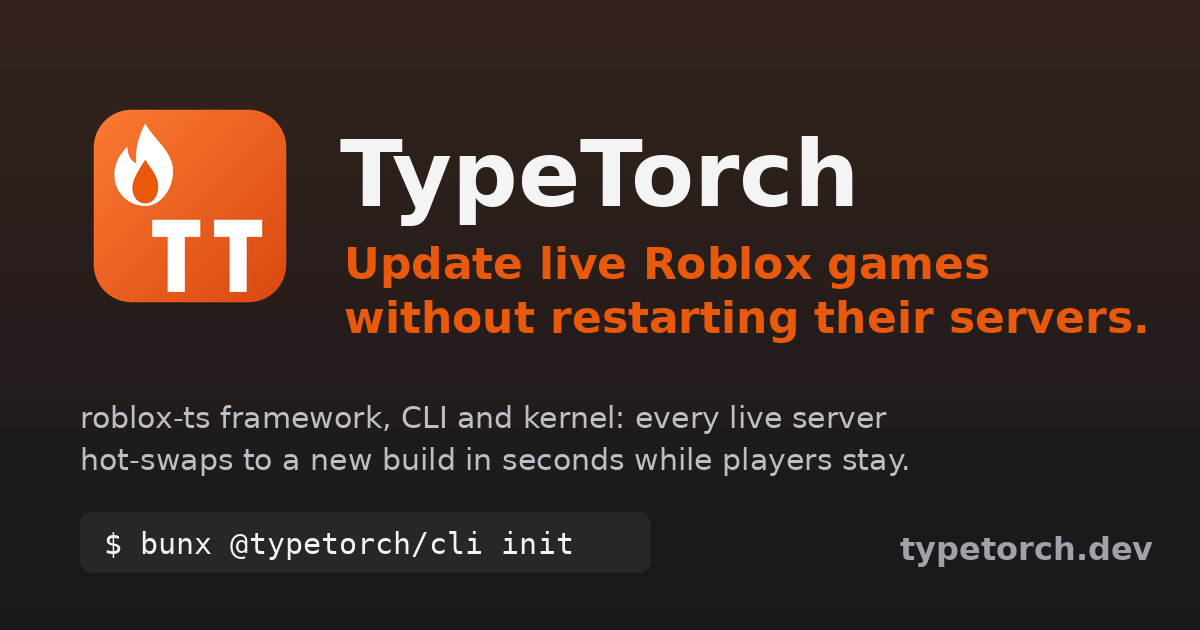 TT
TypeTorch
Update live Roblox games
without restarting their servers.
roblox-ts framework, CLI and kernel: every live server
hot-swaps to a new build in seconds while players stay.
$ bunx @typetorch/cli init
typetorch.dev